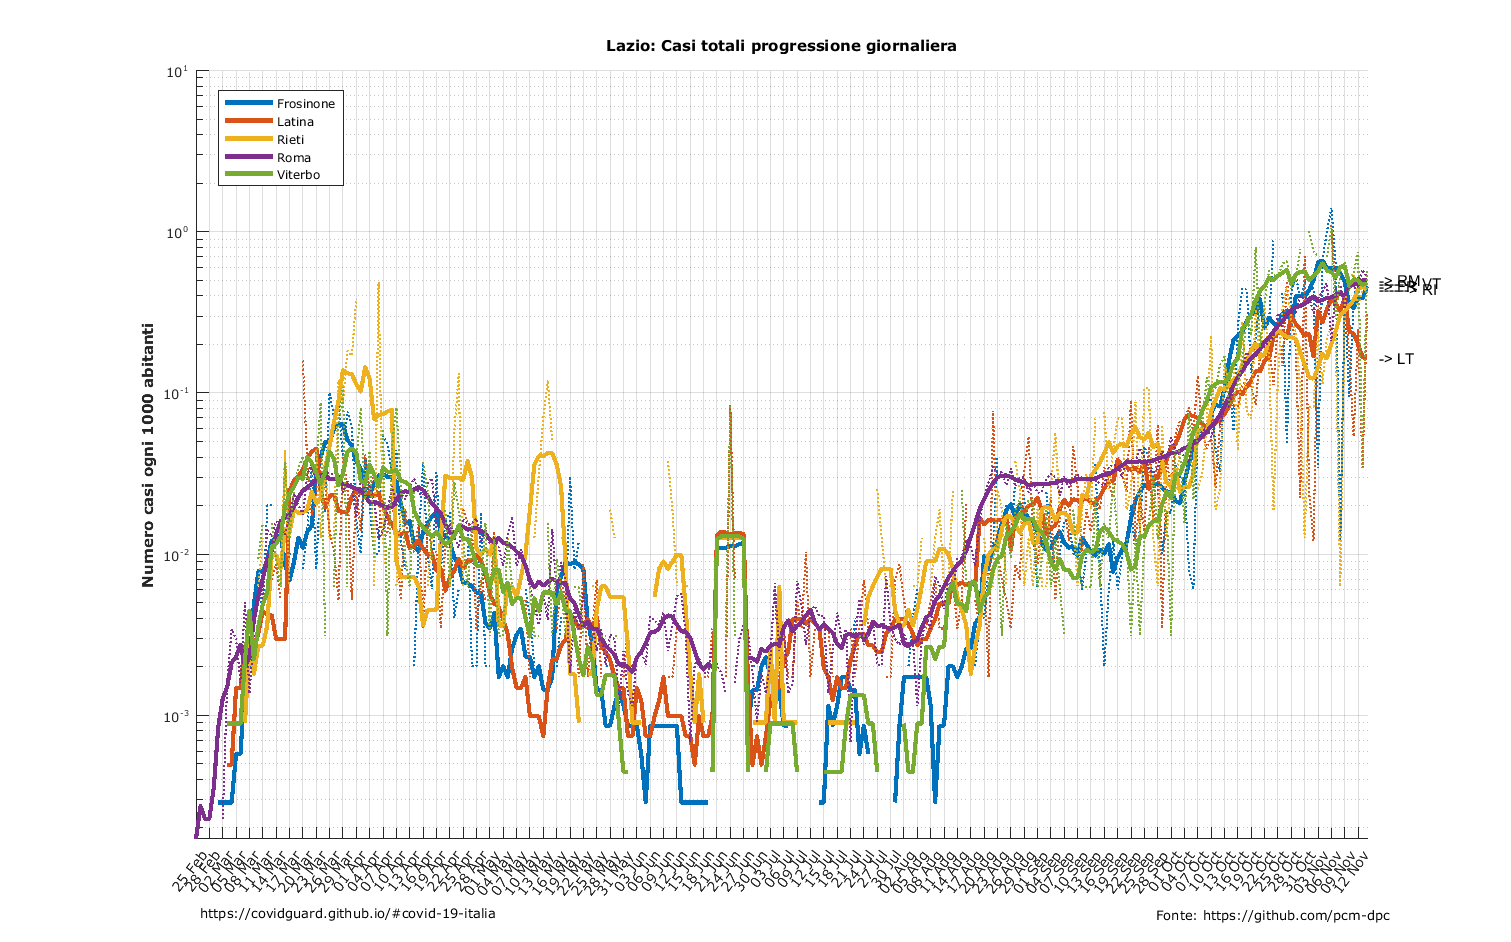 Lazio: Casi totali progressione giornaliera
Numero casi ogni 1000 abitanti
10^1
10^0
10^-1
10^-2
10^-3
Frosinone
Latina
Rieti
Roma
Viterbo
-> RM
VT
RI
-> LT
25 Feb
28 Feb
02 Mar
05 Mar
08 Mar
11 Mar
14 Mar
17 Mar
20 Mar
23 Mar
26 Mar
29 Mar
01 Apr
04 Apr
07 Apr
10 Apr
13 Apr
16 Apr
19 Apr
22 Apr
25 Apr
28 Apr
01 May
04 May
07 May
10 May
13 May
16 May
19 May
22 May
25 May
28 May
31 May
03 Jun
06 Jun
09 Jun
12 Jun
15 Jun
18 Jun
21 Jun
24 Jun
27 Jun
30 Jun
03 Jul
06 Jul
09 Jul
12 Jul
15 Jul
18 Jul
21 Jul
24 Jul
27 Jul
30 Jul
02 Aug
05 Aug
08 Aug
11 Aug
14 Aug
17 Aug
20 Aug
23 Aug
26 Aug
29 Aug
01 Sep
04 Sep
07 Sep
10 Sep
13 Sep
16 Sep
19 Sep
22 Sep
25 Sep
28 Sep
01 Oct
04 Oct
07 Oct
10 Oct
13 Oct
16 Oct
19 Oct
22 Oct
25 Oct
28 Oct
31 Oct
03 Nov
06 Nov
09 Nov
12 Nov
https://covidguard.github.io/#covid-19-italia
Fonte: https://github.com/pcm-dpc